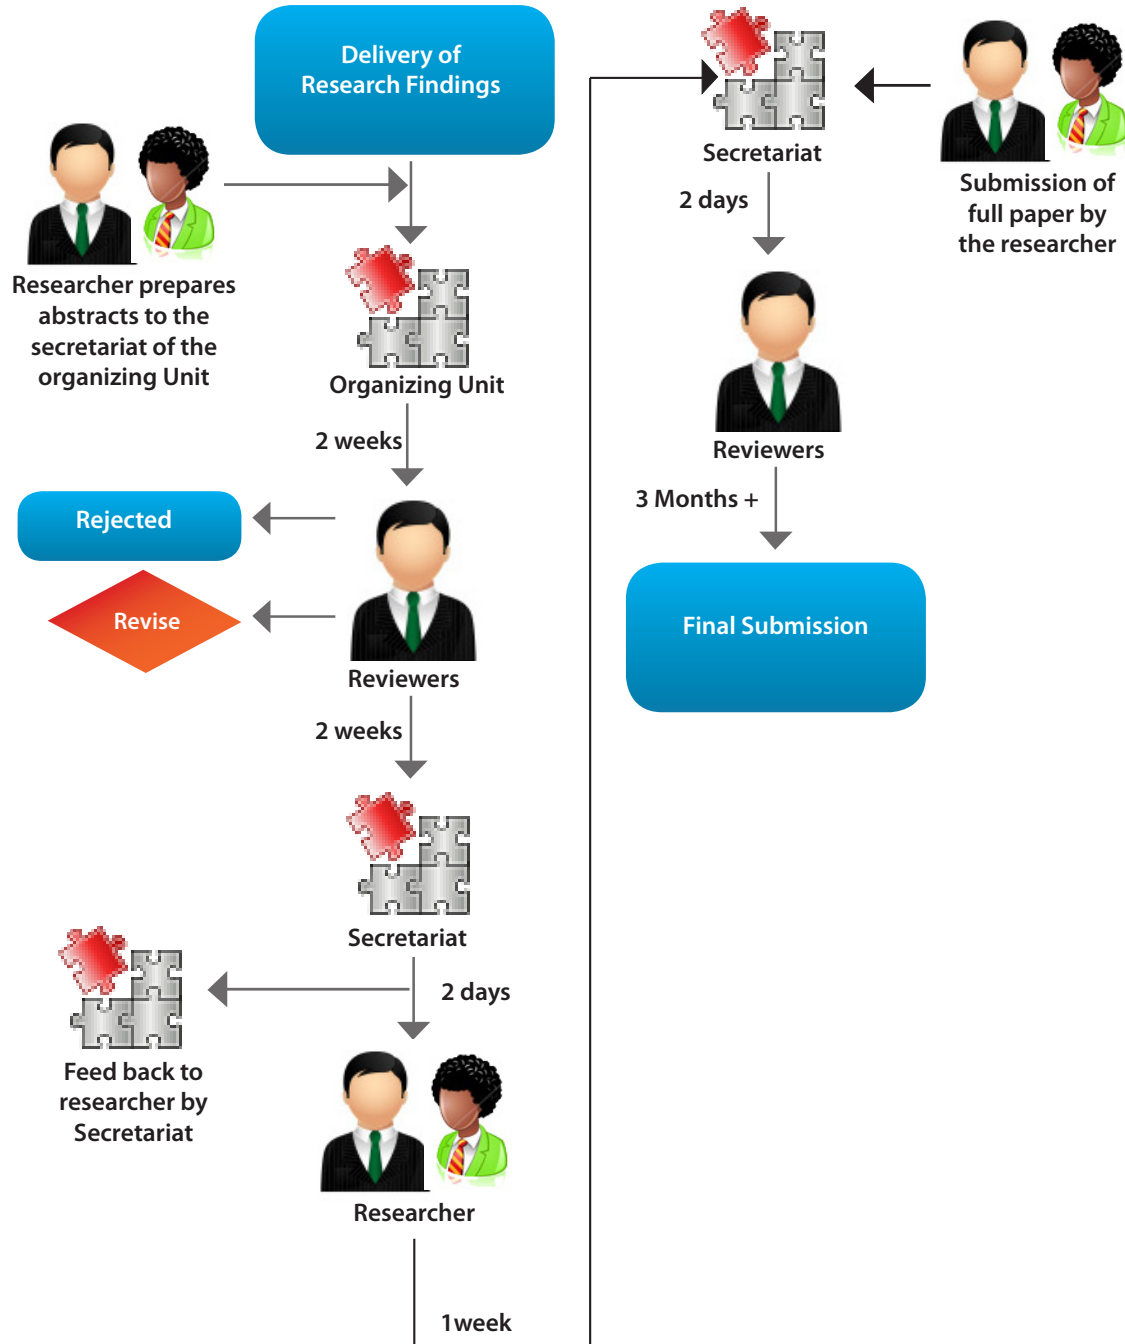 Delivery of
Research Findings
Researcher prepares
abstracts to the
secretariat of the
organizing Unit
Organizing Unit
2 weeks
Rejected
Revise
Reviewers
2 weeks
Secretariat
2 days
Feed back to
researcher by
Secretariat
Researcher
1week
Secretariat
Submission of
full paper by
the researcher
2 days
Reviewers
3 Months +
Final Submission